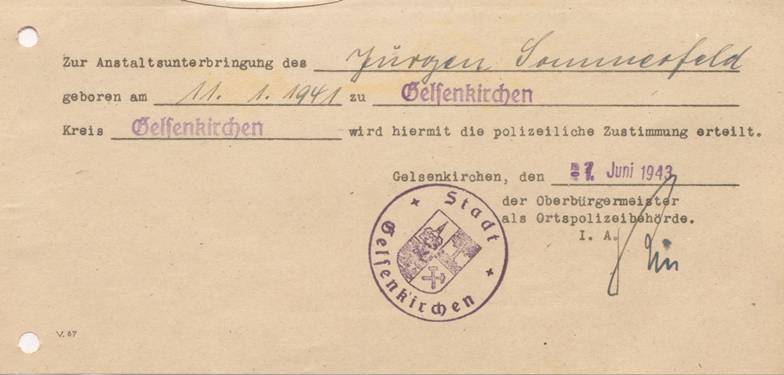 Zur Anstaltsunterbringung des Jürgen Sommerfeld
geboren am 11. 1. 1941 zu Gelsenkirchen
Kreis Gelsenkirchen wird hiermit die polizeiliche Zustimmung erteilt.
Gelsenkirchen, den Juni 1943
der Oberbürgermeister
als Ortspolizeibehörde.
I. A.
Stadt
Gelsenkirchen
V. 67